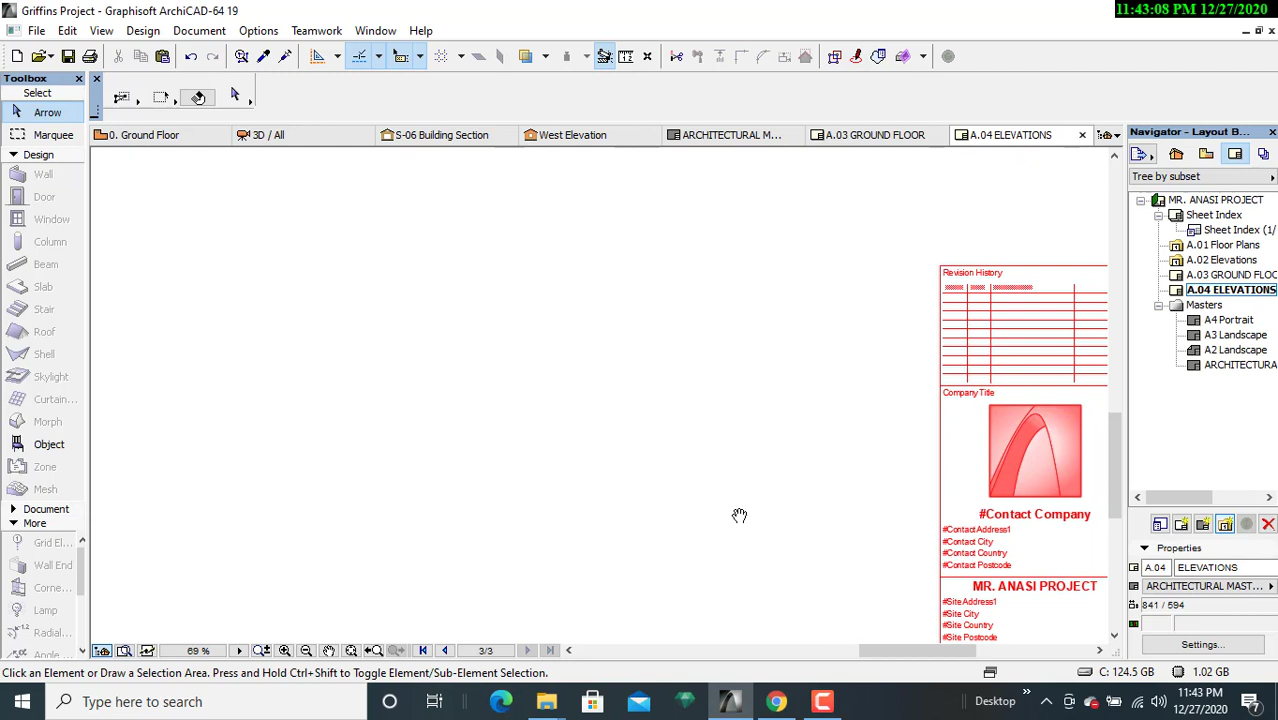 Griffins Project - Graphisoft ArchiCAD-64 19
11:43:08 PM 12/27/2020
File Edit View Design Document Options Teamwork Window Help
Toolbox
Select
Arrow
Marquee
Design
Wall
Door
Window
Column
Beam
Slab
Stair
Roof
Shell
Skylight
Curtain...
Morph
Object
Zone
Mesh
Document
More
Grid El...
Wall End
Corne...
Lamp
Radial...
Angle
0. Ground Floor
3D / All
S-06 Building Section
West Elevation
ARCHITECTURAL M...
A.03 GROUND FLOOR
A.04 ELEVATIONS
Revision History
Company Title
#Contact Company
#Contact Address1
#Contact City
#Contact Country
#Contact Postcode
MR. ANASI PROJECT
#Site Address1
#Site City
#Site Country
#Site Postcode
Navigator - Layout B...
Tree by subset
MR. ANASI PROJECT
Sheet Index
Sheet Index (1/
A.01 Floor Plans
A.02 Elevations
A.03 GROUND FLOO
A.04 ELEVATIONS
Masters
A4 Portrait
A3 Landscape
A2 Landscape
ARCHITECTURA
Properties
A.04 ELEVATIONS
ARCHITECTURAL MAST...
841 / 594
Settings...
69 %
3/3
Click an Element or Draw a Selection Area. Press and Hold Ctrl+Shift to Toggle Element/Sub-Element Selection.
C: 124.5 GB
1.02 GB
Type here to search
Desktop
11:43 PM
12/27/2020
7